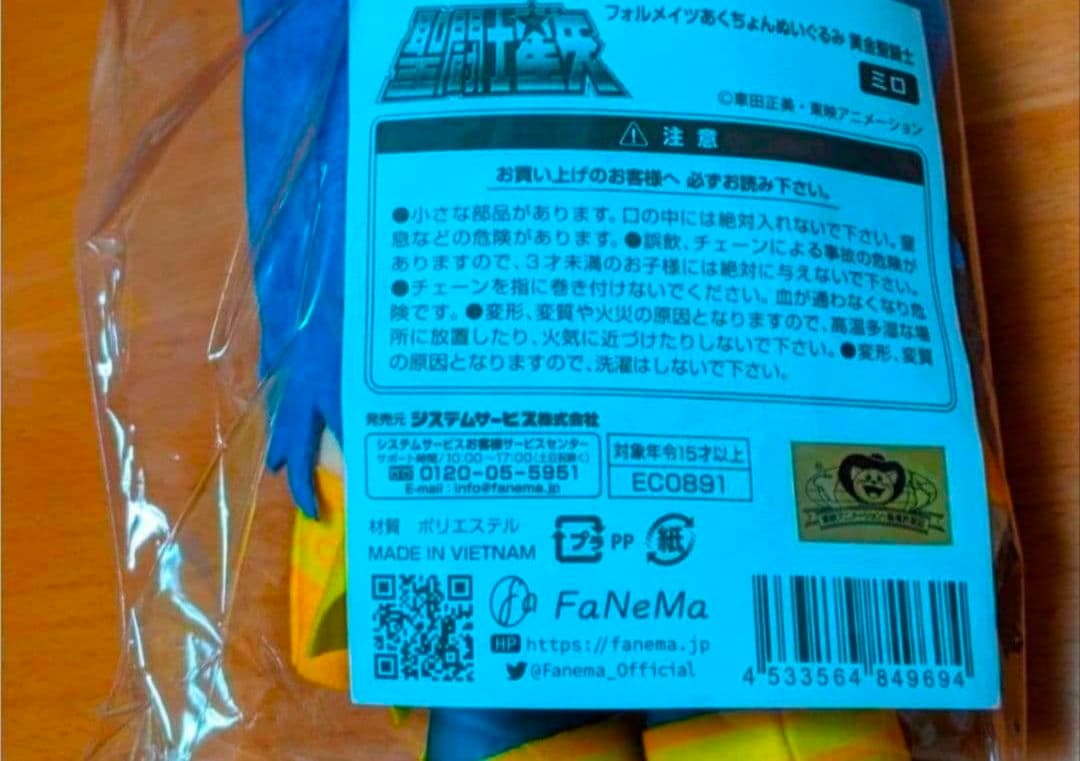 聖闘士星矢
フォルメイツあくちょんぬいぐるみ 黄金聖闘士
ミロ
©車田正美・東映アニメーション
注意
お買い上げのお客様へ 必ずお読み下さい。
●小さな部品があります。口の中には絶対入れないで下さい。窒
息などの危険があります。●誤飲、チェーンによる事故の危険が
ありますので、3才未満のお子様には絶対に与えないで下さい。
●チェーンを指に巻き付けないでください。血が通わなくなり危
険です。●変形、変質や火災の原因となりますので、高温多湿な場
所に放置したり、火気に近づけたりしないで下さい。●変形、変質
の原因となりますので、洗濯はしないで下さい。
発売元 システムサービス株式会社
システムサービスお客様サービスセンター
サポート時間/10:00~17:00(土日祝除く)
0120-05-5951
E-mail:info@fanema.jp
対象年令15才以上
EC0891
材質 ポリエステル
MADE IN VIETNAM
プラ PP 紙
FaNeMa
HP https://fanema.jp
@Fanema_Official
4 533564 849694